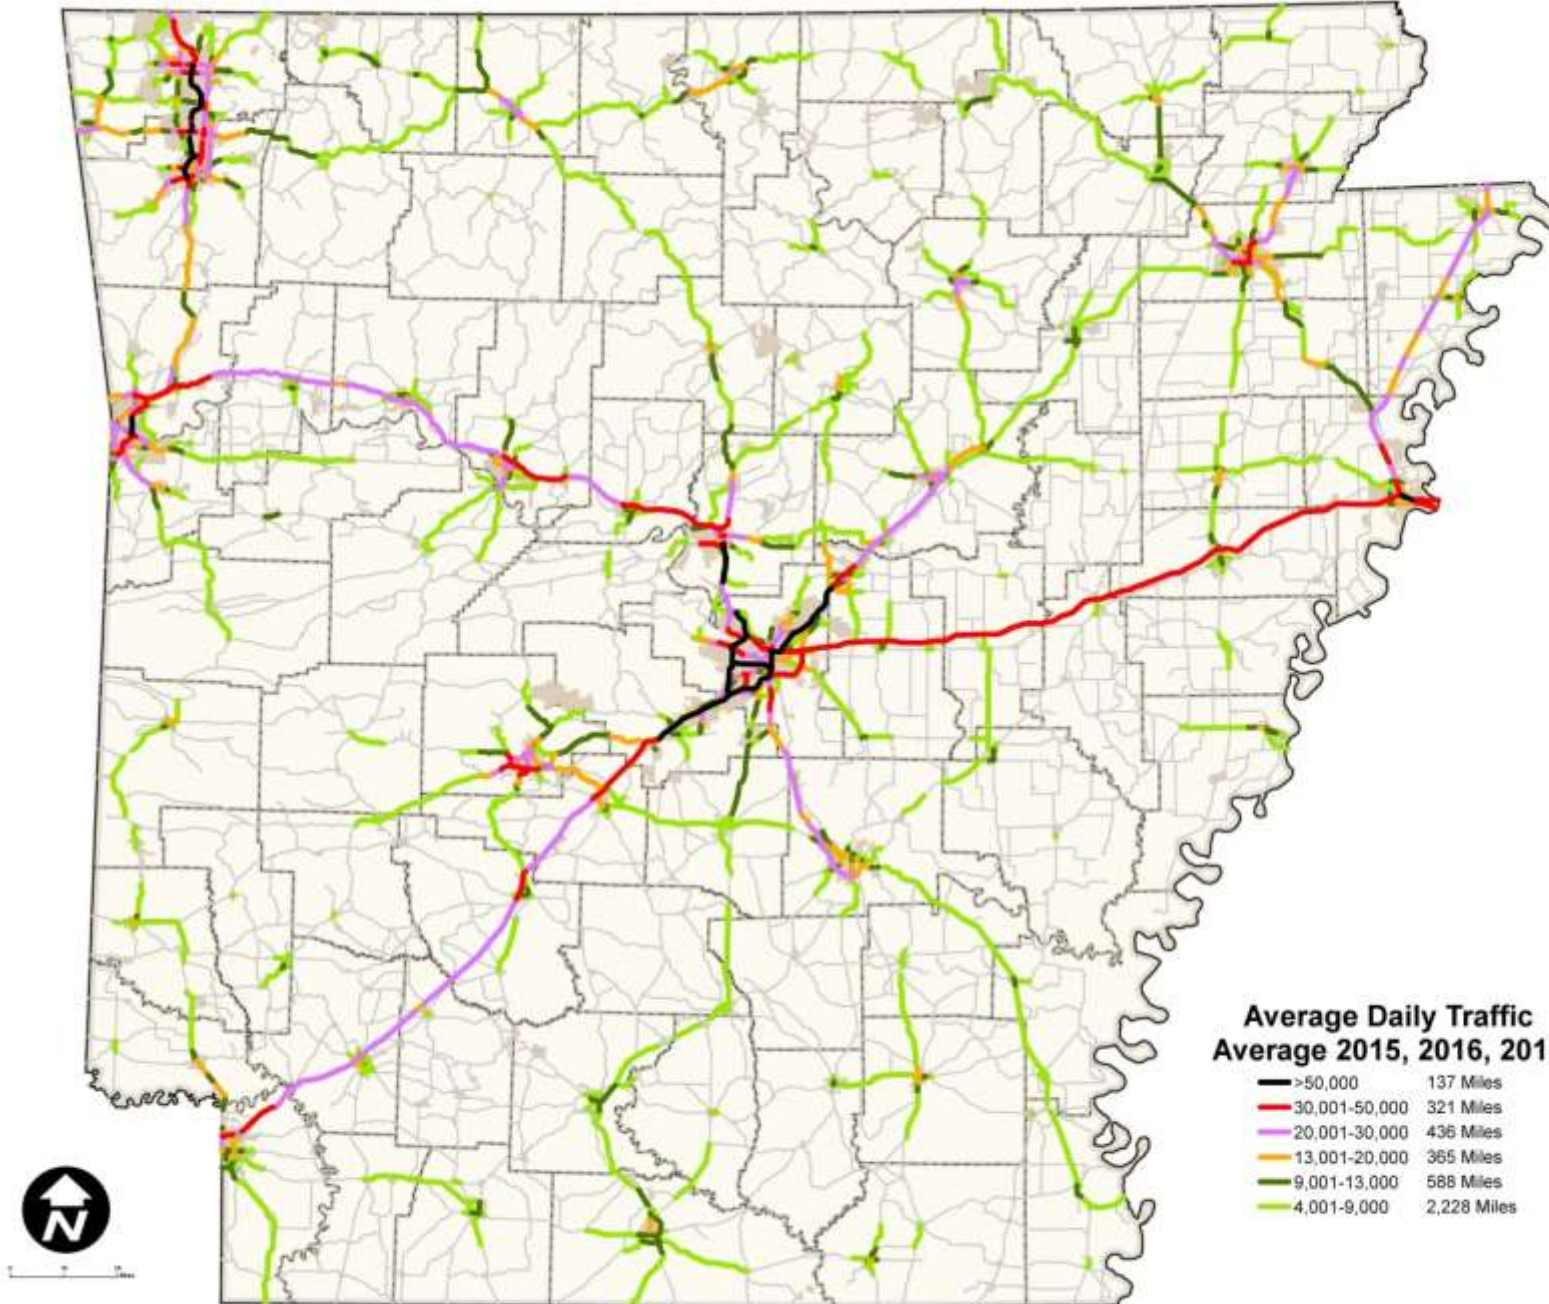 Average Daily Traffic
Average 2015, 2016, 201
>50,000 137 Miles
30,001-50,000 321 Miles
20,001-30,000 436 Miles
13,001-20,000 365 Miles
9,001-13,000 588 Miles
4,001-9,000 2,228 Miles
N